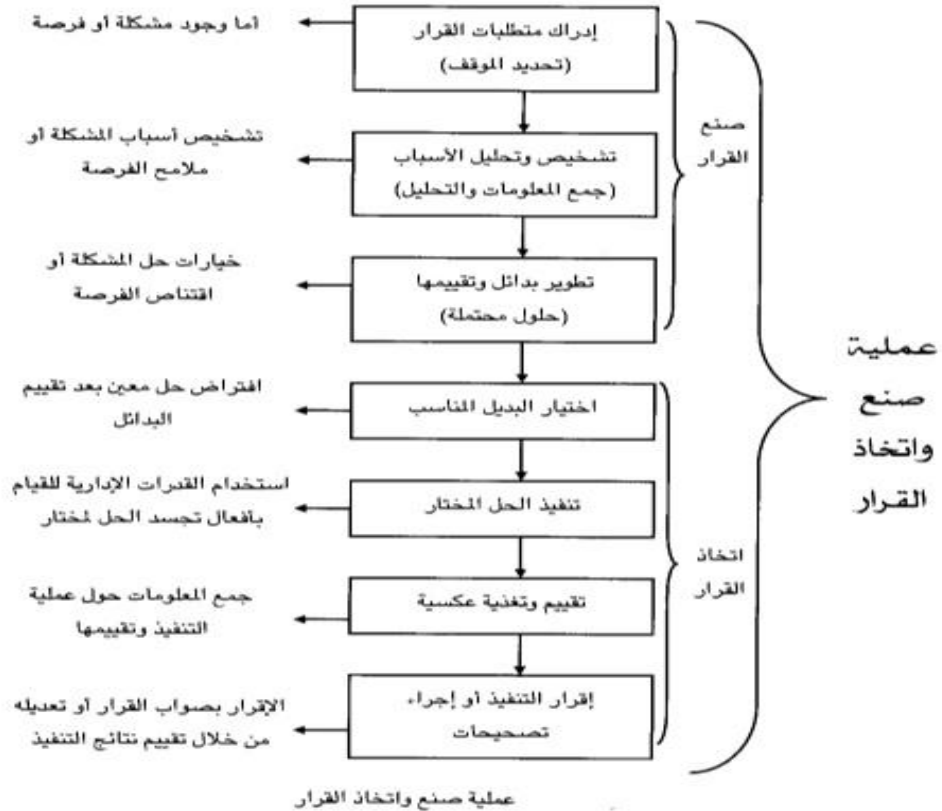 إدراك متطلبات القرار
(تحديد الموقف)
أما وجود مشكلة أو فرصة
تشخيص وتحليل الأسباب
(جمع المعلومات والتحليل)
تشخيص أسباب المشكلة أو
ملامح الفرصة
تطوير بدائل وتقييمها
(حلول محتملة)
خيارات حل المشكلة أو
اقتناص الفرصة
صنع
القرار
اختيار البديل المناسب
افتراض حل معين بعد تقييم
البدائل
تنفيذ الحل المختار
استخدام القدرات الإدارية للقيام
بأفعال تجسد الحل لمختار
تقييم وتغذية عكسية
جمع المعلومات حول عملية
التنفيذ وتقييمها
إقرار التنفيذ أو إجراء
تصحيحات
الإقرار بصواب القرار أو تعديله
من خلال تقييم نتائج التنفيذ
اتخاذ
القرار
عملية
صنع
واتخاذ
القرار
عملية صنع واتخاذ القرار